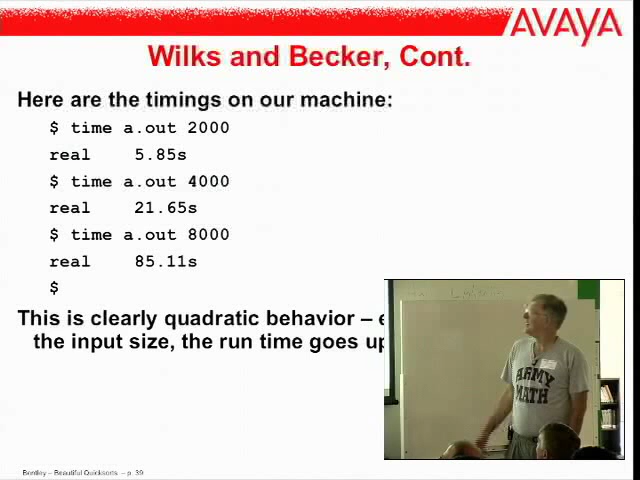 AVAYA
Wilks and Becker, Cont.
Here are the timings on our machine:
$ time a.out 2000
real 5.85s
$ time a.out 4000
real 21.65s
$ time a.out 8000
real 85.11s
$
This is clearly quadratic behavior – e
the input size, the run time goes up
ARMY
MATH
Bentley – Beautiful Quicksorts – p. 39